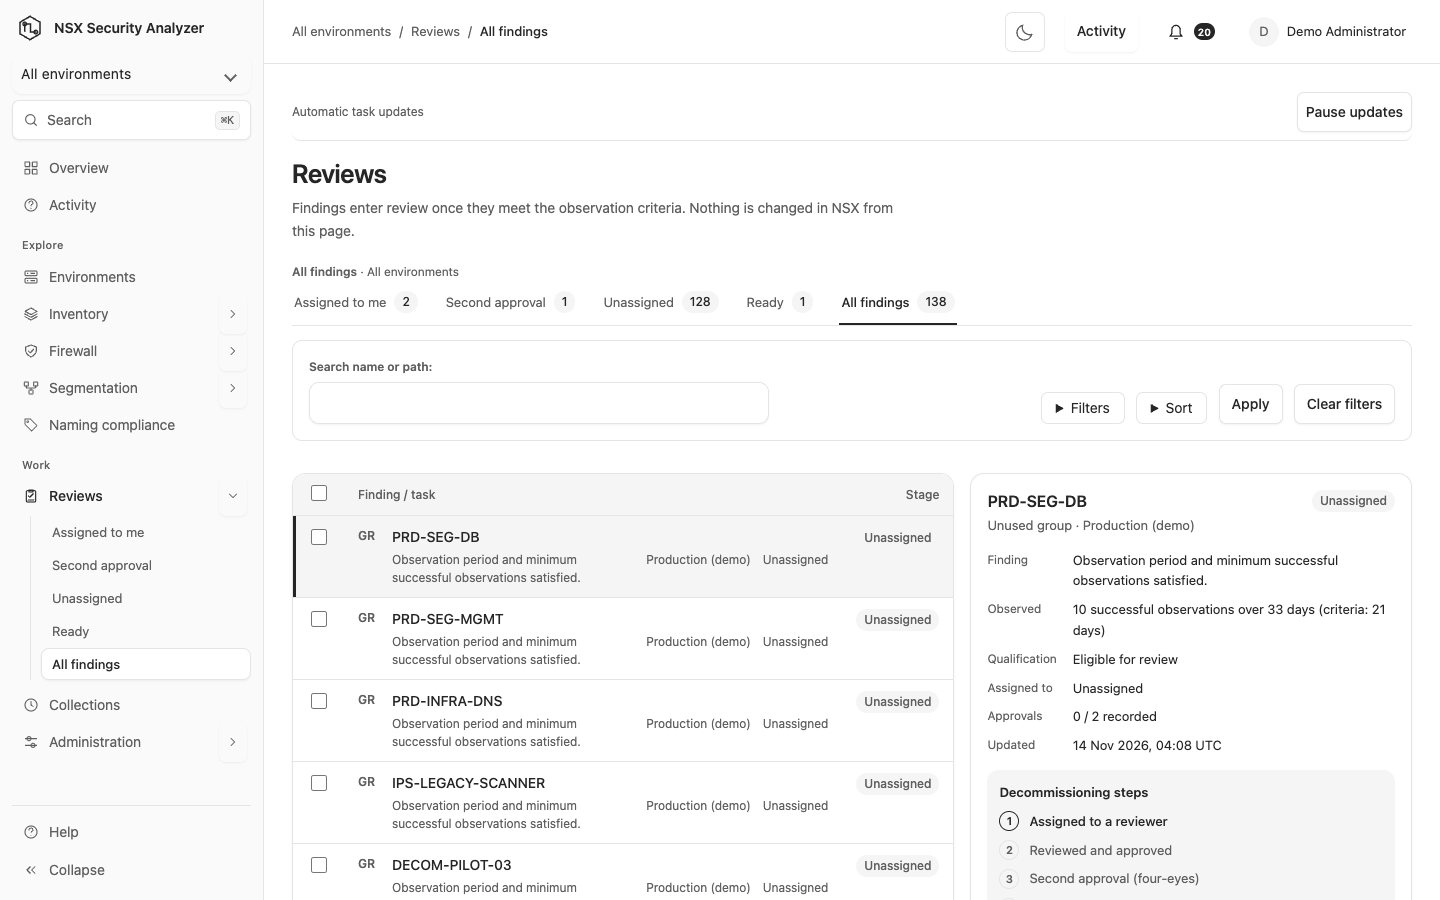 NSX Security Analyzer
All environments
Search ⌘K
Overview
Activity
Explore
Environments
Inventory
Firewall
Segmentation
Naming compliance
Work
Reviews
Assigned to me
Second approval
Unassigned
Ready
All findings
Collections
Administration
Help
Collapse
All environments / Reviews / All findings
Activity
20
D Demo Administrator
Automatic task updates
Pause updates
Reviews
Findings enter review once they meet the observation criteria. Nothing is changed in NSX from
this page.
All findings · All environments
Assigned to me 2 Second approval 1 Unassigned 128 Ready 1 All findings 138
Search name or path:
Filters Sort Apply Clear filters
Finding / task Stage
GR PRD-SEG-DB Unassigned
Observation period and minimum Production (demo) Unassigned
successful observations satisfied.
GR PRD-SEG-MGMT Unassigned
Observation period and minimum Production (demo) Unassigned
successful observations satisfied.
GR PRD-INFRA-DNS Unassigned
Observation period and minimum Production (demo) Unassigned
successful observations satisfied.
GR IPS-LEGACY-SCANNER Unassigned
Observation period and minimum Production (demo) Unassigned
successful observations satisfied.
GR DECOM-PILOT-03 Unassigned
Observation period and minimum Production (demo) Unassigned
PRD-SEG-DB Unassigned
Unused group · Production (demo)
Finding Observation period and minimum successful
observations satisfied.
Observed 10 successful observations over 33 days (criteria: 21
days)
Qualification Eligible for review
Assigned to Unassigned
Approvals 0 / 2 recorded
Updated 14 Nov 2026, 04:08 UTC
Decommissioning steps
1 Assigned to a reviewer
2 Reviewed and approved
3 Second approval (four-eyes)